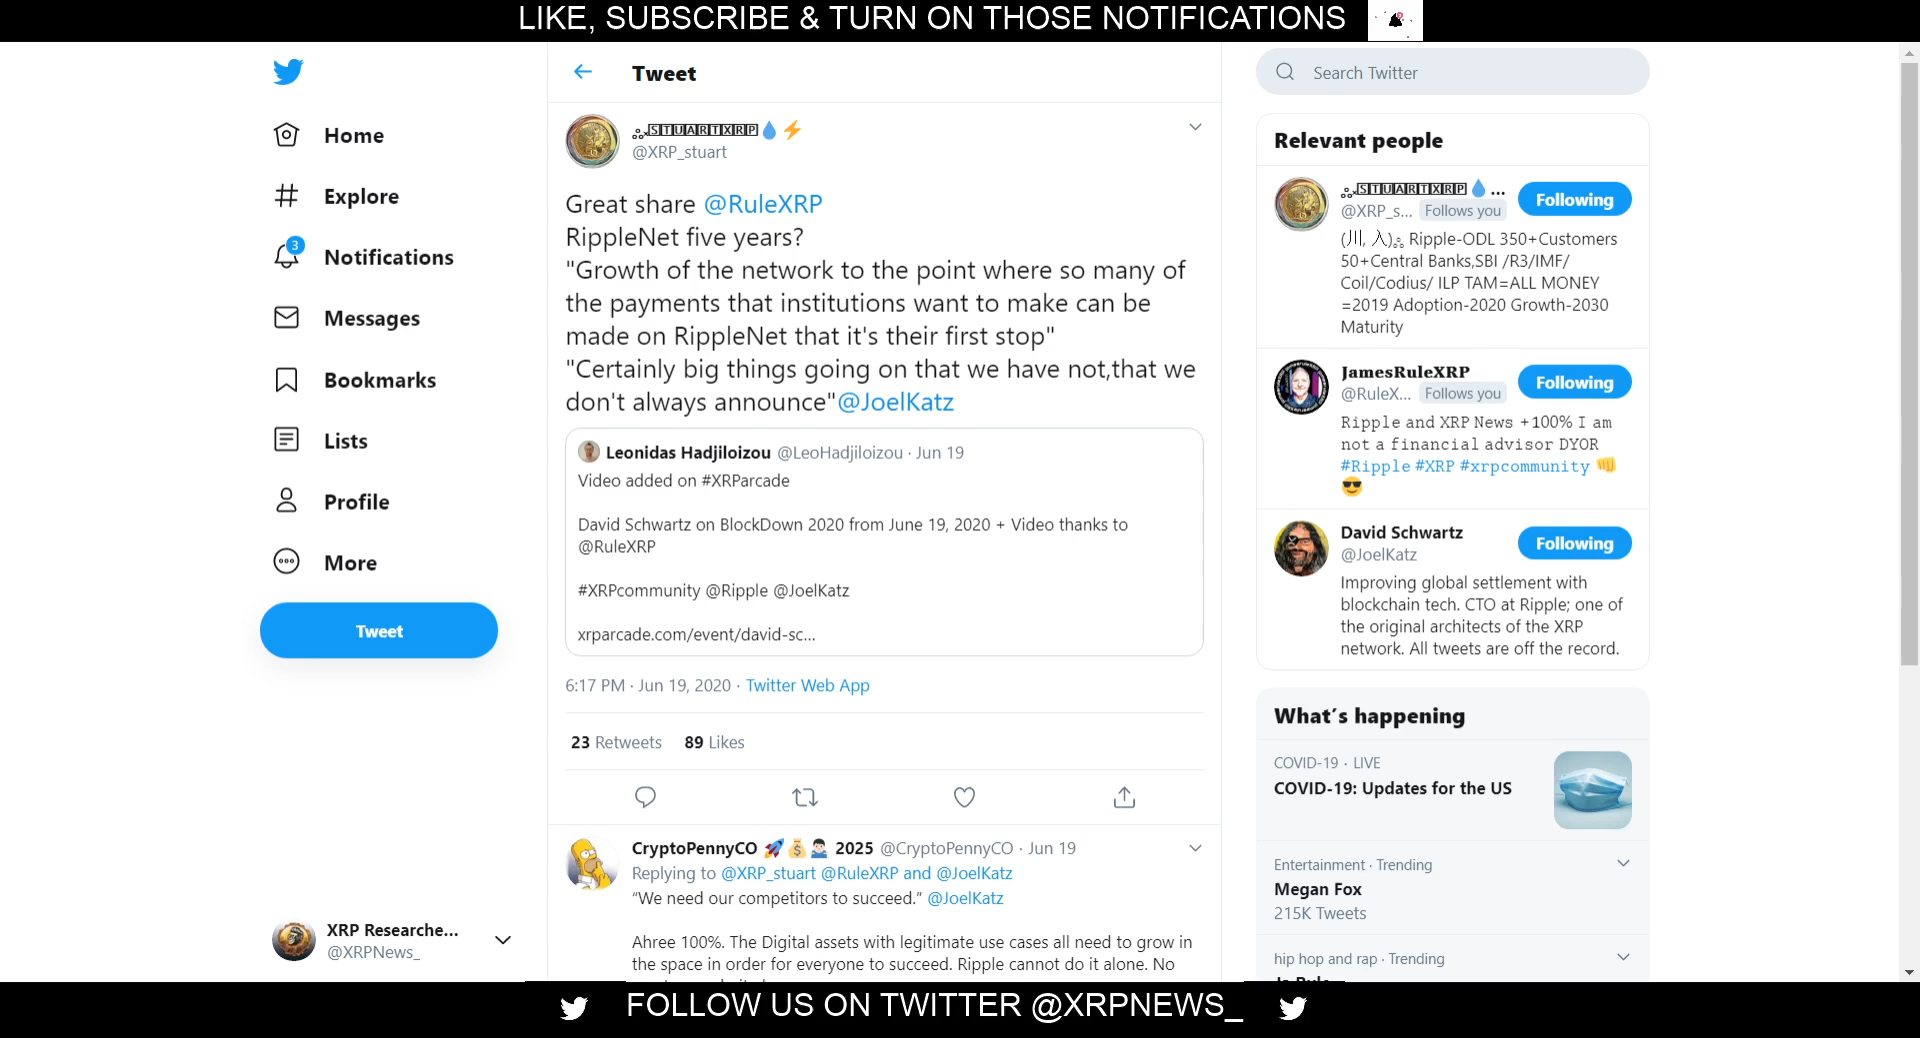 LIKE, SUBSCRIBE & TURN ON THOSE NOTIFICATIONS
Home
Explore
3
Notifications
Messages
Bookmarks
Lists
Profile
More
Tweet
XRP Researche...
@XRPNews_
Tweet
🅂🅃🅄🄰🅁🅃🅇🅁🄿💧⚡
@XRP_stuart
Great share @RuleXRP
RippleNet five years?
"Growth of the network to the point where so many of
the payments that institutions want to make can be
made on RippleNet that it's their first stop"
"Certainly big things going on that we have not,that we
don't always announce"@JoelKatz
Leonidas Hadjiloizou @LeoHadjiloizou · Jun 19
Video added on #XRParcade
David Schwartz on BlockDown 2020 from June 19, 2020 + Video thanks to
@RuleXRP
#XRPcommunity @Ripple @JoelKatz
xrparcade.com/event/david-sc...
6:17 PM · Jun 19, 2020 · Twitter Web App
23 Retweets 89 Likes
CryptoPennyCO 🚀💰🤷🏻‍♂️ 2025 @CryptoPennyCO · Jun 19
Replying to @XRP_stuart @RuleXRP and @JoelKatz
“We need our competitors to succeed.” @JoelKatz
Ahree 100%. The Digital assets with legitimate use cases all need to grow in
the space in order for everyone to succeed. Ripple cannot do it alone. No
Search Twitter
Relevant people
🅂🅃🅄🄰🅁🅃🅇🅁🄿💧...
@XRP_s... Follows you
Following
(川, 入) Ripple-ODL 350+Customers
50+Central Banks,SBI /R3/IMF/
Coil/Codius/ ILP TAM=ALL MONEY
=2019 Adoption-2020 Growth-2030
Maturity
JamesRuleXRP
@RuleX... Follows you
Following
Ripple and XRP News +100% I am
not a financial advisor DYOR
#Ripple #XRP #xrpcommunity 👊
😎
David Schwartz
@JoelKatz
Following
Improving global settlement with
blockchain tech. CTO at Ripple; one of
the original architects of the XRP
network. All tweets are off the record.
What's happening
COVID-19 · LIVE
COVID-19: Updates for the US
Entertainment · Trending
Megan Fox
215K Tweets
hip hop and rap · Trending
FOLLOW US ON TWITTER @XRPNEWS_